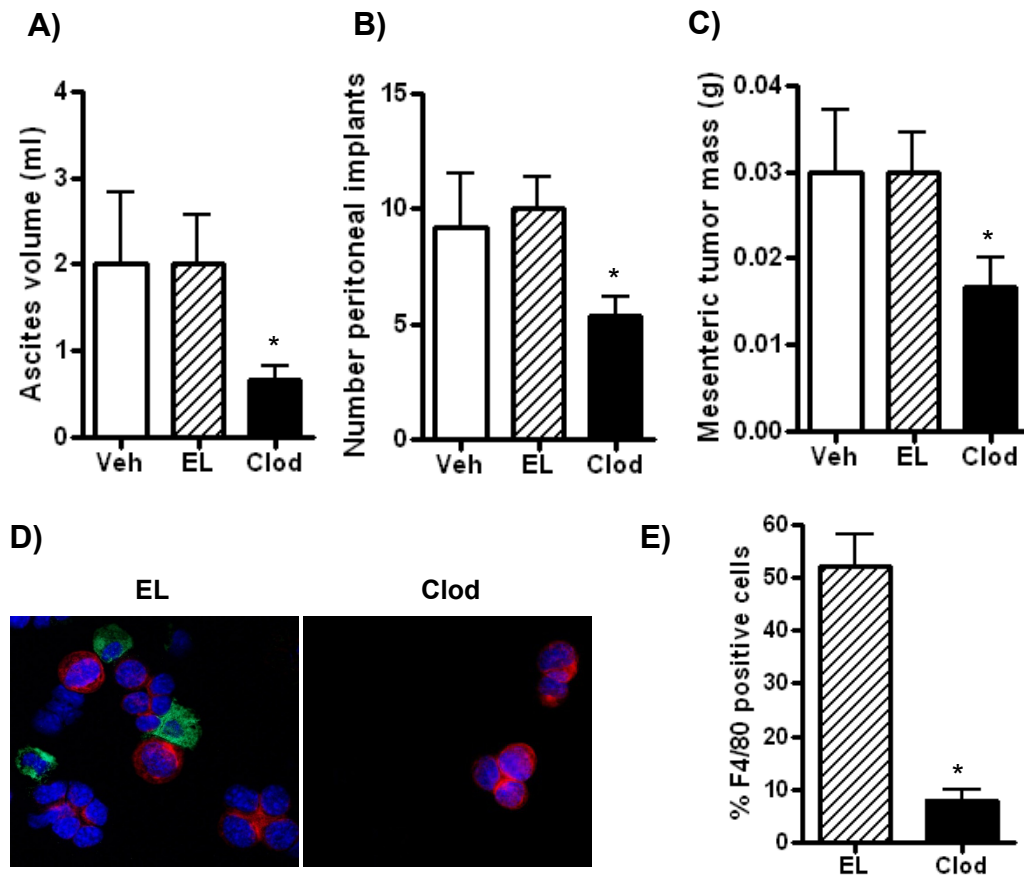 A)
B)
C)
Ascites volume (ml)
4
3
2
1
0
Veh EL Clod
*
Number peritoneal implants
15
10
5
0
Veh EL Clod
*
Mesenteric tumor mass (g)
0.04
0.03
0.02
0.01
0.00
Veh EL Clod
*
D)
EL Clod
E)
% F4/80 positive cells
60
50
40
30
20
10
0
EL Clod
*